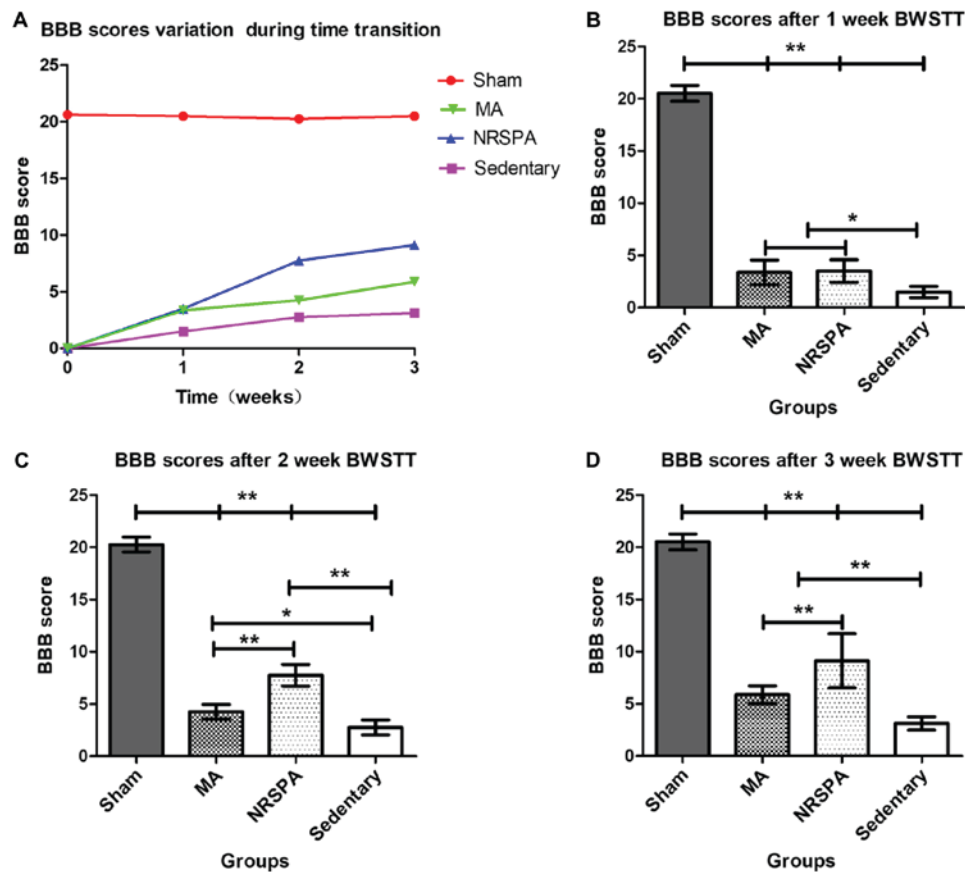 A
BBB scores variation during time transition
25
20
15
10
5
0
BBB score
0 1 2 3
Time（weeks）
Sham
MA
NRSPA
Sedentary
B
BBB scores after 1 week BWSTT
25
20
15
10
5
0
BBB score
**
*
Sham
MA
NRSPA
Sedentary
Groups
C
BBB scores after 2 week BWSTT
25
20
15
10
5
0
BBB score
**
**
*
**
Sham
MA
NRSPA
Sedentary
Groups
D
BBB scores after 3 week BWSTT
25
20
15
10
5
0
BBB score
**
**
**
Sham
MA
NRSPA
Sedentary
Groups